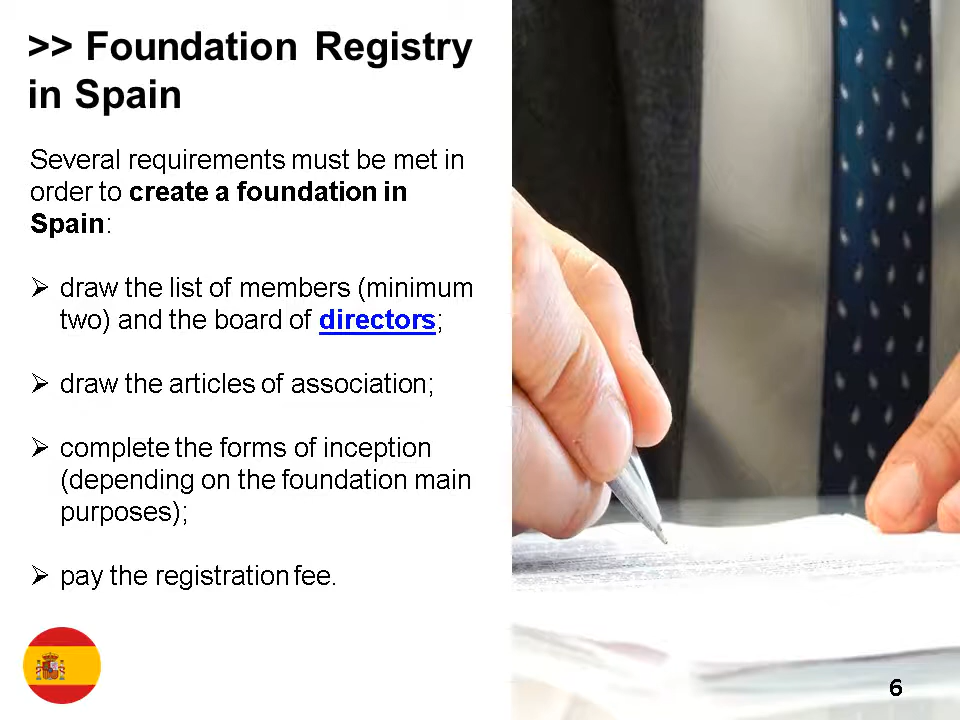 >> Foundation Registry
in Spain
Several requirements must be met in
order to create a foundation in
Spain:
➢ draw the list of members (minimum
two) and the board of directors;
➢ draw the articles of association;
➢ complete the forms of inception
(depending on the foundation main
purposes);
➢ pay the registration fee.
6